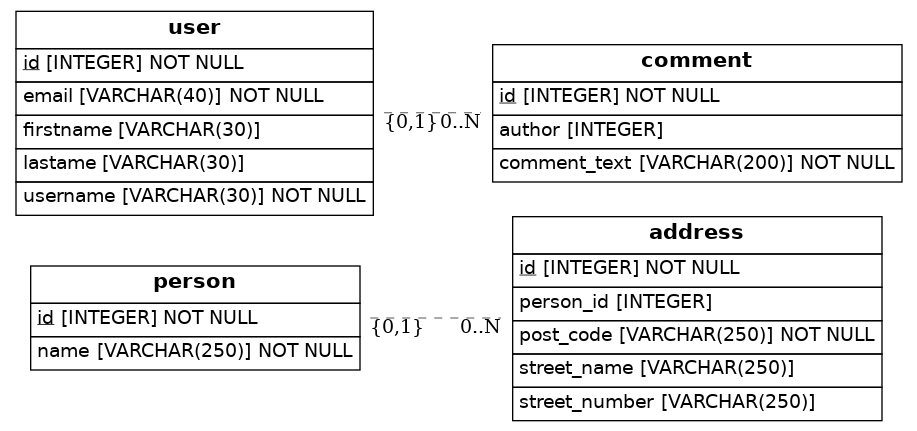 user
id [INTEGER] NOT NULL
email [VARCHAR(40)] NOT NULL
firstname [VARCHAR(30)]
lastame [VARCHAR(30)]
username [VARCHAR(30)] NOT NULL
{0,1} 0..N
comment
id [INTEGER] NOT NULL
author [INTEGER]
comment_text [VARCHAR(200)] NOT NULL
person
id [INTEGER] NOT NULL
name [VARCHAR(250)] NOT NULL
{0,1} 0..N
address
id [INTEGER] NOT NULL
person_id [INTEGER]
post_code [VARCHAR(250)] NOT NULL
street_name [VARCHAR(250)]
street_number [VARCHAR(250)]